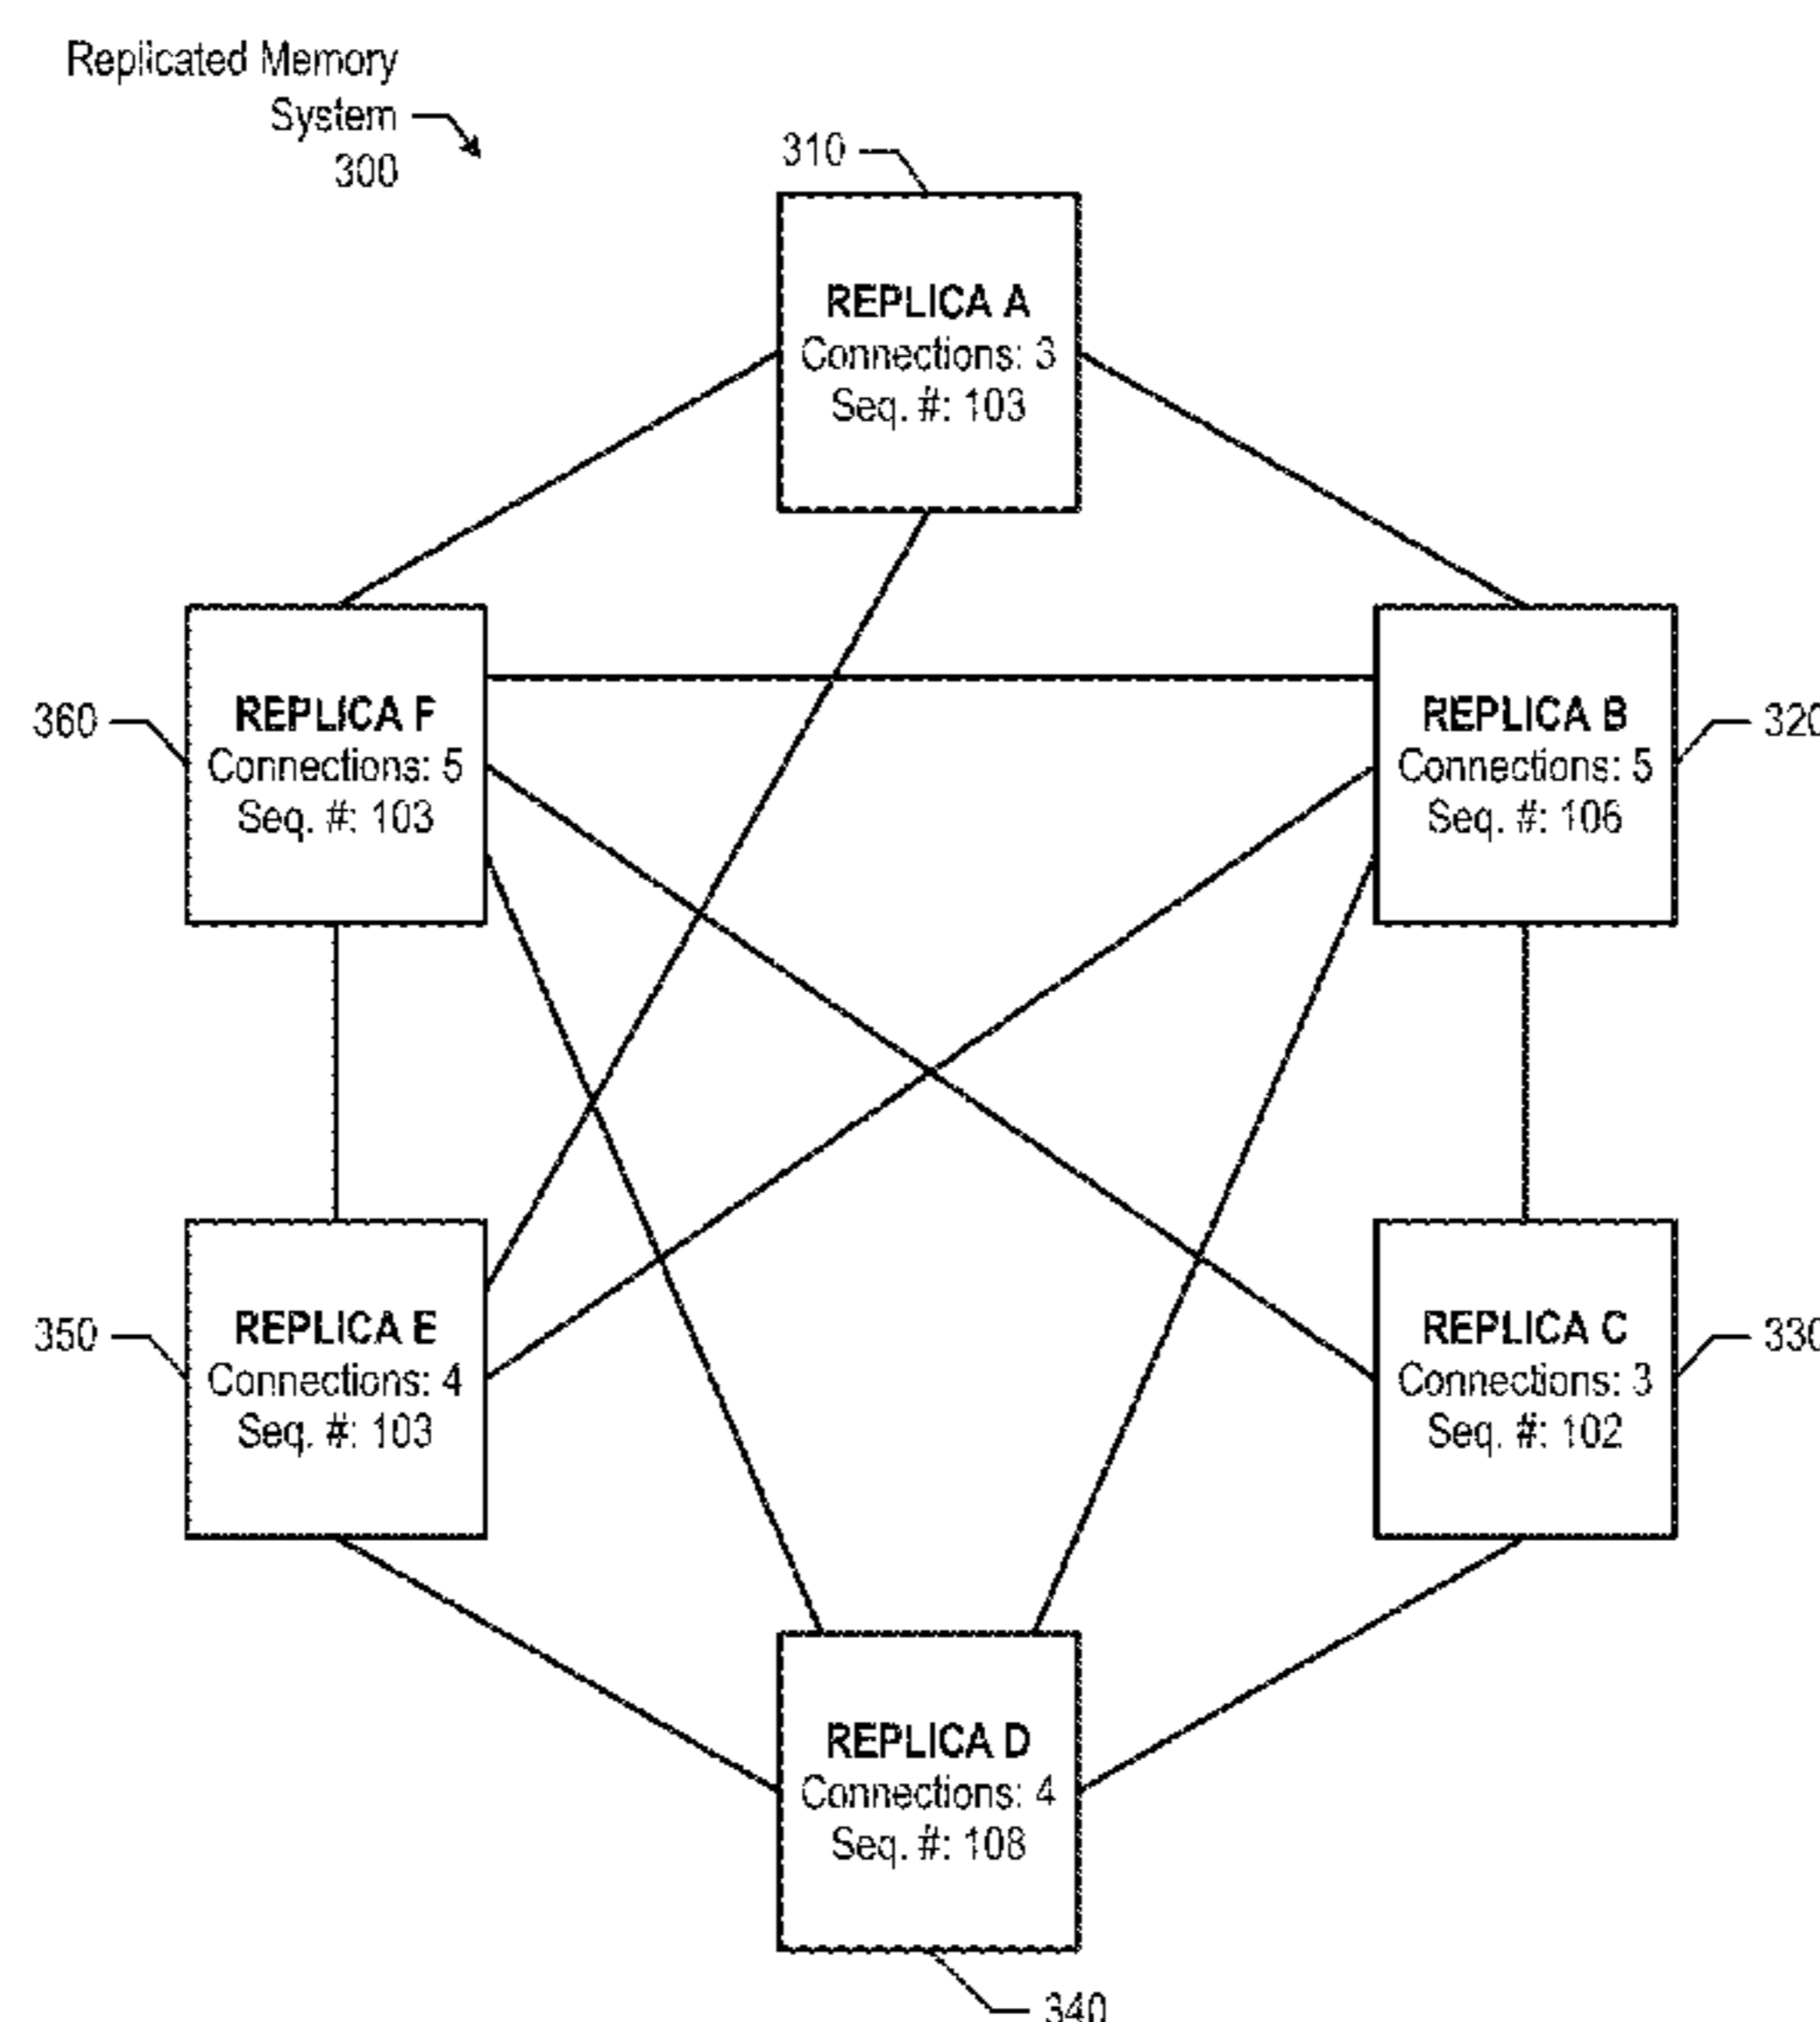 Replicated Memory
System
300
310
REPLICA A
Connections: 3
Seq. #: 103
360
REPLICA F
Connections: 5
Seq. #: 103
REPLICA B
Connections: 5
Seq. #: 106
320
350
REPLICA E
Connections: 4
Seq. #: 103
REPLICA C
Connections: 3
Seq. #: 102
330
REPLICA D
Connections: 4
Seq. #: 108
340